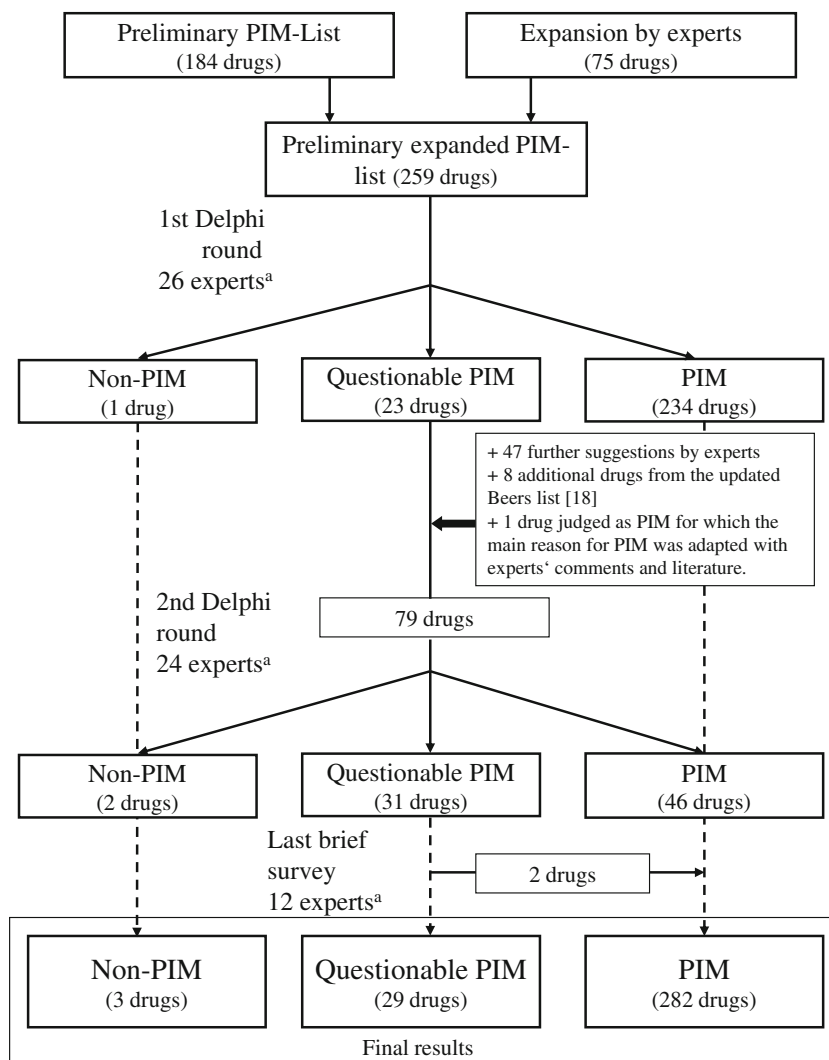 Preliminary PIM-List
(184 drugs)
Expansion by experts
(75 drugs)
Preliminary expanded PIM-
list (259 drugs)
1st Delphi
round
26 expertsᵃ
Non-PIM
(1 drug)
Questionable PIM
(23 drugs)
PIM
(234 drugs)
+ 47 further suggestions by experts
+ 8 additional drugs from the updated
Beers list [18]
+ 1 drug judged as PIM for which the
main reason for PIM was adapted with
experts‘ comments and literature.
2nd Delphi
round
24 expertsᵃ
79 drugs
Non-PIM
(2 drugs)
Questionable PIM
(31 drugs)
PIM
(46 drugs)
Last brief
survey
12 expertsᵃ
2 drugs
Non-PIM
(3 drugs)
Questionable PIM
(29 drugs)
PIM
(282 drugs)
Final results